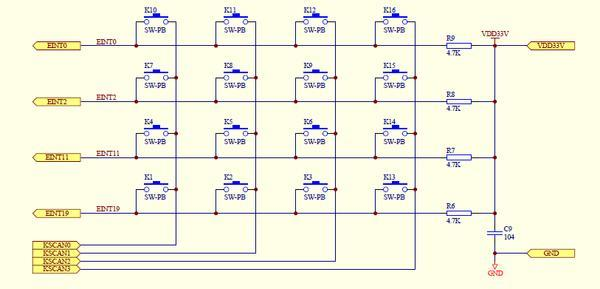 K10 K11 K12 K16
SW-PB SW-PB SW-PB SW-PB
R9 VDD33V
EINT0 EINT0 4.7K VDD33V
K7 K8 K9 K15
SW-PB SW-PB SW-PB SW-PB
R8
EINT2 EINT2 4.7K
K4 K5 K6 K14
SW-PB SW-PB SW-PB SW-PB
R7
EINT11 EINT11 4.7K
K1 K2 K3 K13
SW-PB SW-PB SW-PB SW-PB
R6
EINT19 EINT19 4.7K
C9
104
KSCAN0
KSCAN1 GND
KSCAN2
KSCAN3
GND